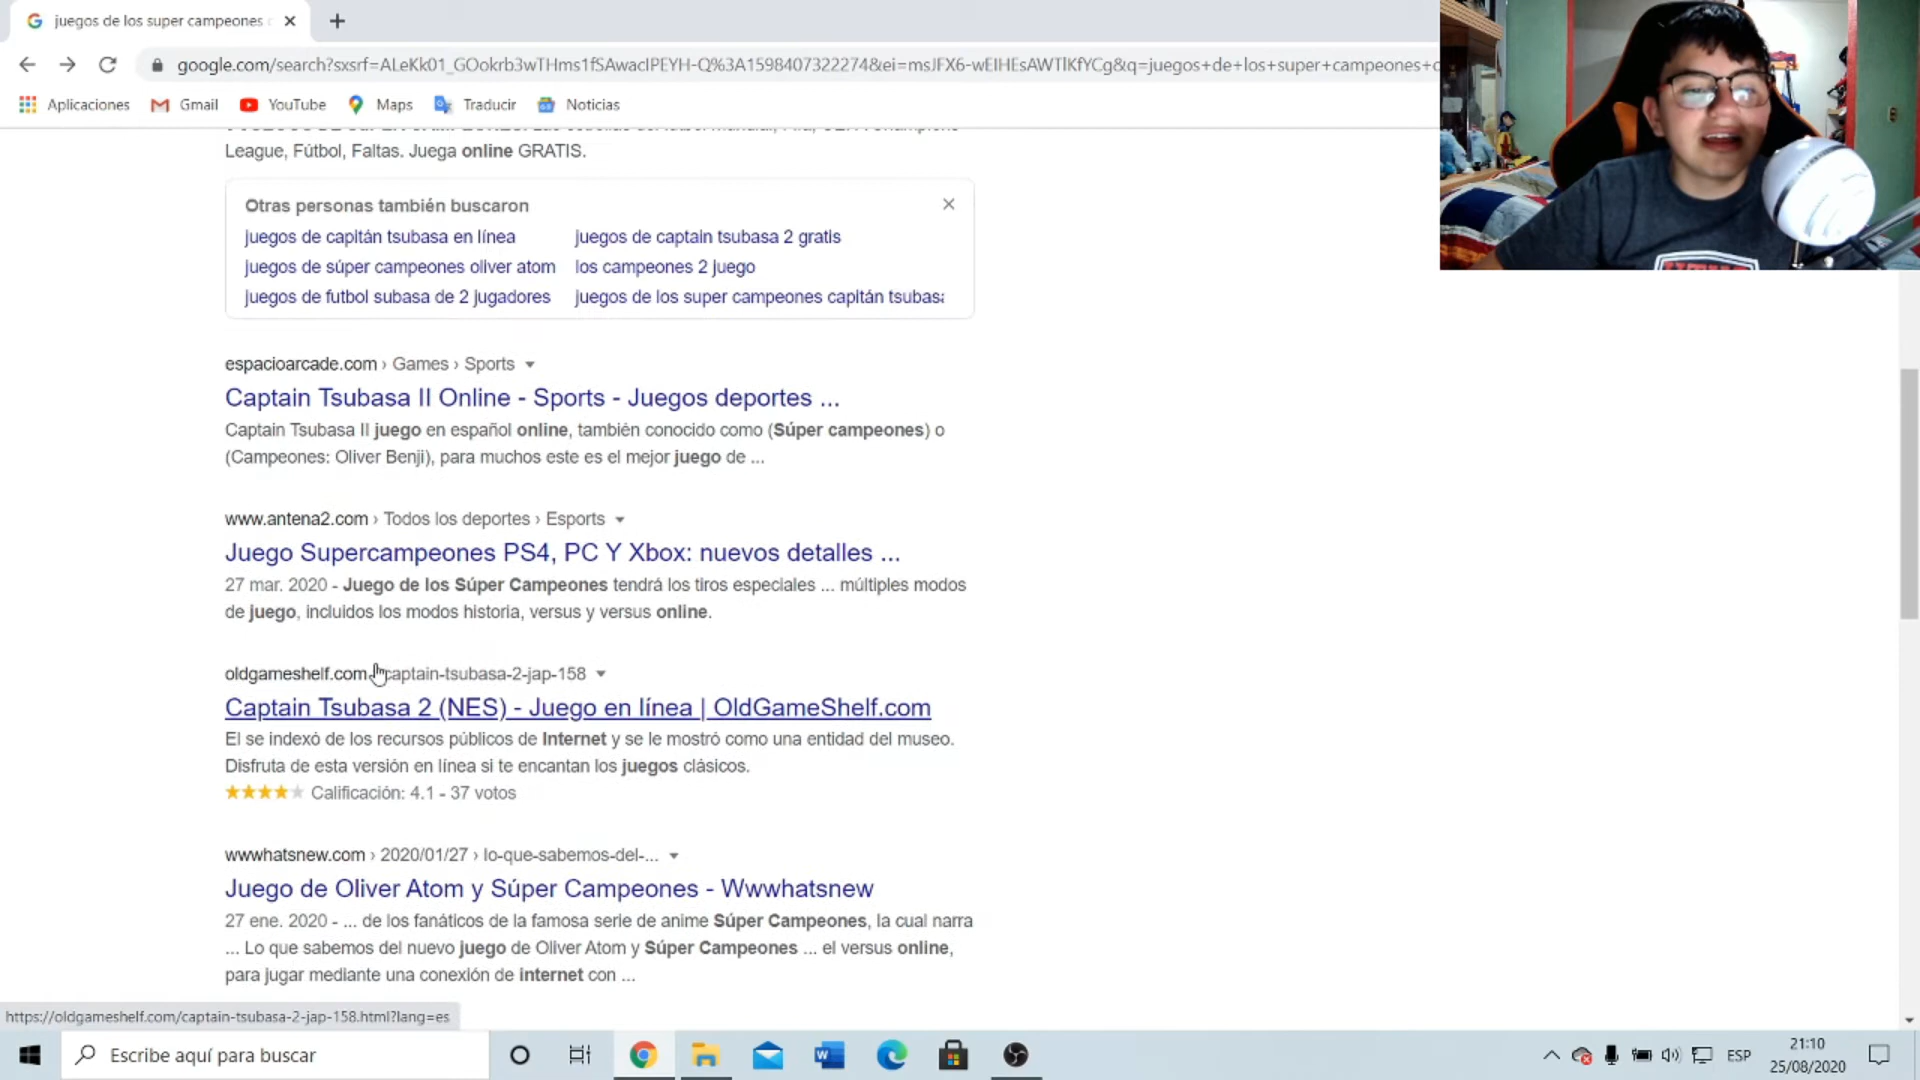 juegos de los super campeones
google.com/search?sxsrf=ALeKk01_GOokrb3wTHms1fSAwacIPEYH-Q%3A1598407322274&ei=msJFX6-wEIHEsAWTlKfYCg&q=juegos+de+los+super+campeones+
Aplicaciones Gmail YouTube Maps Traducir Noticias
League, Fútbol, Faltas. Juega online GRATIS.
Otras personas también buscaron
juegos de capitán tsubasa en línea juegos de captain tsubasa 2 gratis
juegos de súper campeones oliver atom los campeones 2 juego
juegos de futbol subasa de 2 jugadores juegos de los super campeones capitán tsubasa
espacioarcade.com › Games › Sports
Captain Tsubasa II Online - Sports - Juegos deportes ...
Captain Tsubasa II juego en español online, también conocido como (Súper campeones) o
(Campeones: Oliver Benji), para muchos este es el mejor juego de ...
www.antena2.com › Todos los deportes › Esports
Juego Supercampeones PS4, PC Y Xbox: nuevos detalles ...
27 mar. 2020 - Juego de los Súper Campeones tendrá los tiros especiales ... múltiples modos
de juego, incluidos los modos historia, versus y versus online.
oldgameshelf.com captain-tsubasa-2-jap-158
Captain Tsubasa 2 (NES) - Juego en línea | OldGameShelf.com
El se indexó de los recursos públicos de Internet y se le mostró como una entidad del museo.
Disfruta de esta versión en línea si te encantan los juegos clásicos.
Calificación: 4.1 - 37 votos
wwwhatsnew.com › 2020/01/27 › lo-que-sabemos-del-...
Juego de Oliver Atom y Súper Campeones - Wwwhatsnew
27 ene. 2020 - ... de los fanáticos de la famosa serie de anime Súper Campeones, la cual narra
... Lo que sabemos del nuevo juego de Oliver Atom y Súper Campeones ... el versus online,
para jugar mediante una conexión de internet con ...
https://oldgameshelf.com/captain-tsubasa-2-jap-158.html?lang=es
Escribe aquí para buscar
ESP
21:10
25/08/2020